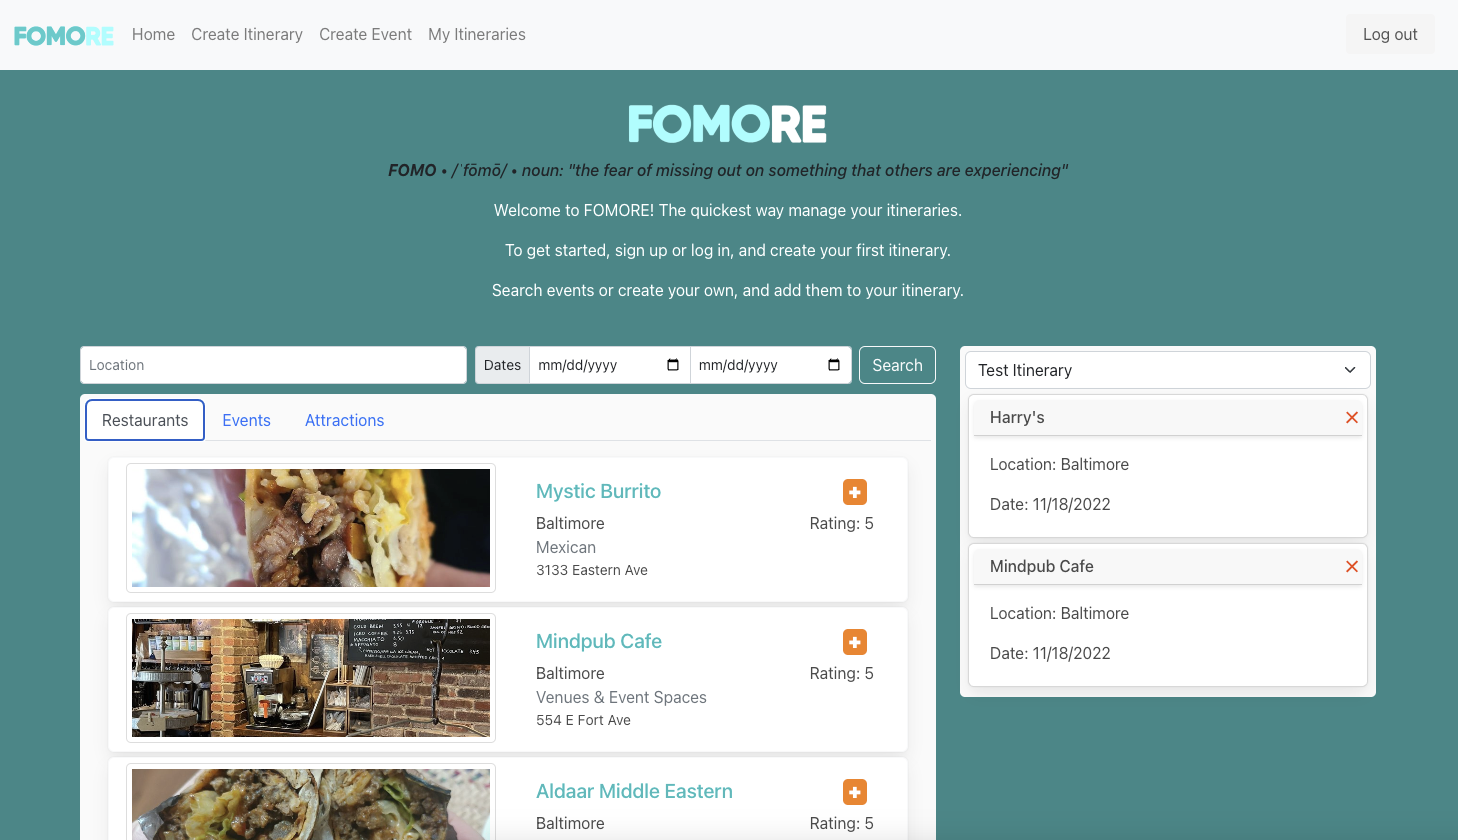 FOMORE Home Create Itinerary Create Event My Itineraries Log out
FOMORE
FOMO • /ˈfōmō/ • noun: "the fear of missing out on something that others are experiencing"
Welcome to FOMORE! The quickest way manage your itineraries.
To get started, sign up or log in, and create your first itinerary.
Search events or create your own, and add them to your itinerary.
Location Dates mm/dd/yyyy mm/dd/yyyy Search
Restaurants Events Attractions
Mystic Burrito
Baltimore Rating: 5
Mexican
3133 Eastern Ave
Mindpub Cafe
Baltimore Rating: 5
Venues & Event Spaces
554 E Fort Ave
Aldaar Middle Eastern
Baltimore Rating: 5
Test Itinerary
Harry's
Location: Baltimore
Date: 11/18/2022
Mindpub Cafe
Location: Baltimore
Date: 11/18/2022